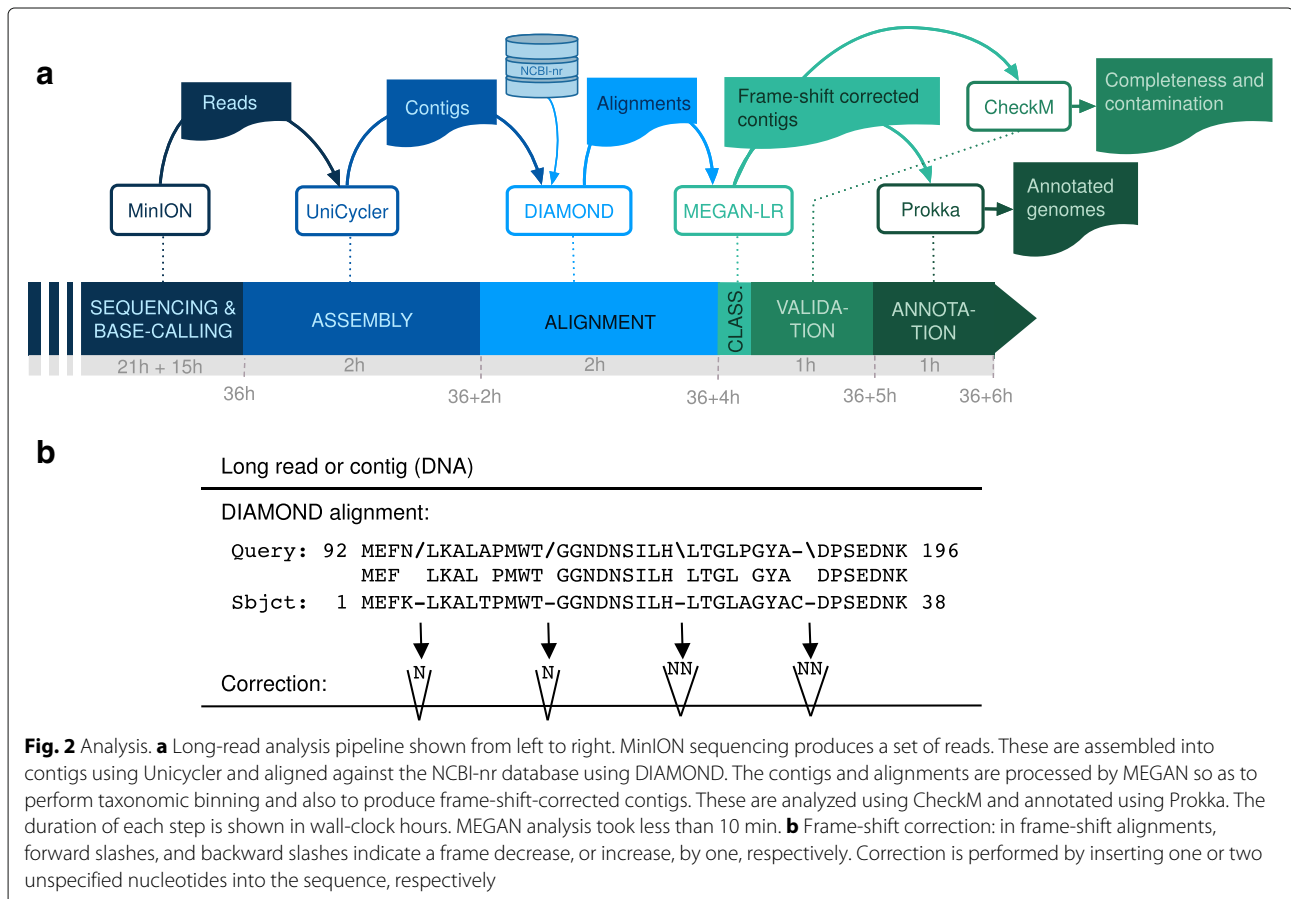 a
Reads
Contigs
NCBI-nr
Alignments
Frame-shift corrected
contigs
CheckM
Completeness and
contamination
MinION
UniCycler
DIAMOND
MEGAN-LR
Prokka
Annotated
genomes
SEQUENCING &
BASE-CALLING
ASSEMBLY
ALIGNMENT
CLASS.
VALIDA-
TION
ANNOTA-
TION
21h + 15h
2h
2h
1h
1h
36h
36+2h
36+4h
36+5h
36+6h
b
Long read or contig (DNA)
DIAMOND alignment:
Query: 92 MEFN/LKALAPMWT/GGNDNSILH\LTGLPGYA-\DPSEDNK 196
MEF LKAL PMWT GGNDNSILH LTGL GYA DPSEDNK
Sbjct: 1 MEFK-LKALTPMWT-GGNDNSILH-LTGLAGYAC-DPSEDNK 38
N N NN NN
Correction:
Fig. 2 Analysis. a Long-read analysis pipeline shown from left to right. MinION sequencing produces a set of reads. These are assembled into
contigs using Unicycler and aligned against the NCBI-nr database using DIAMOND. The contigs and alignments are processed by MEGAN so as to
perform taxonomic binning and also to produce frame-shift-corrected contigs. These are analyzed using CheckM and annotated using Prokka. The
duration of each step is shown in wall-clock hours. MEGAN analysis took less than 10 min. b Frame-shift correction: in frame-shift alignments,
forward slashes, and backward slashes indicate a frame decrease, or increase, by one, respectively. Correction is performed by inserting one or two
unspecified nucleotides into the sequence, respectively